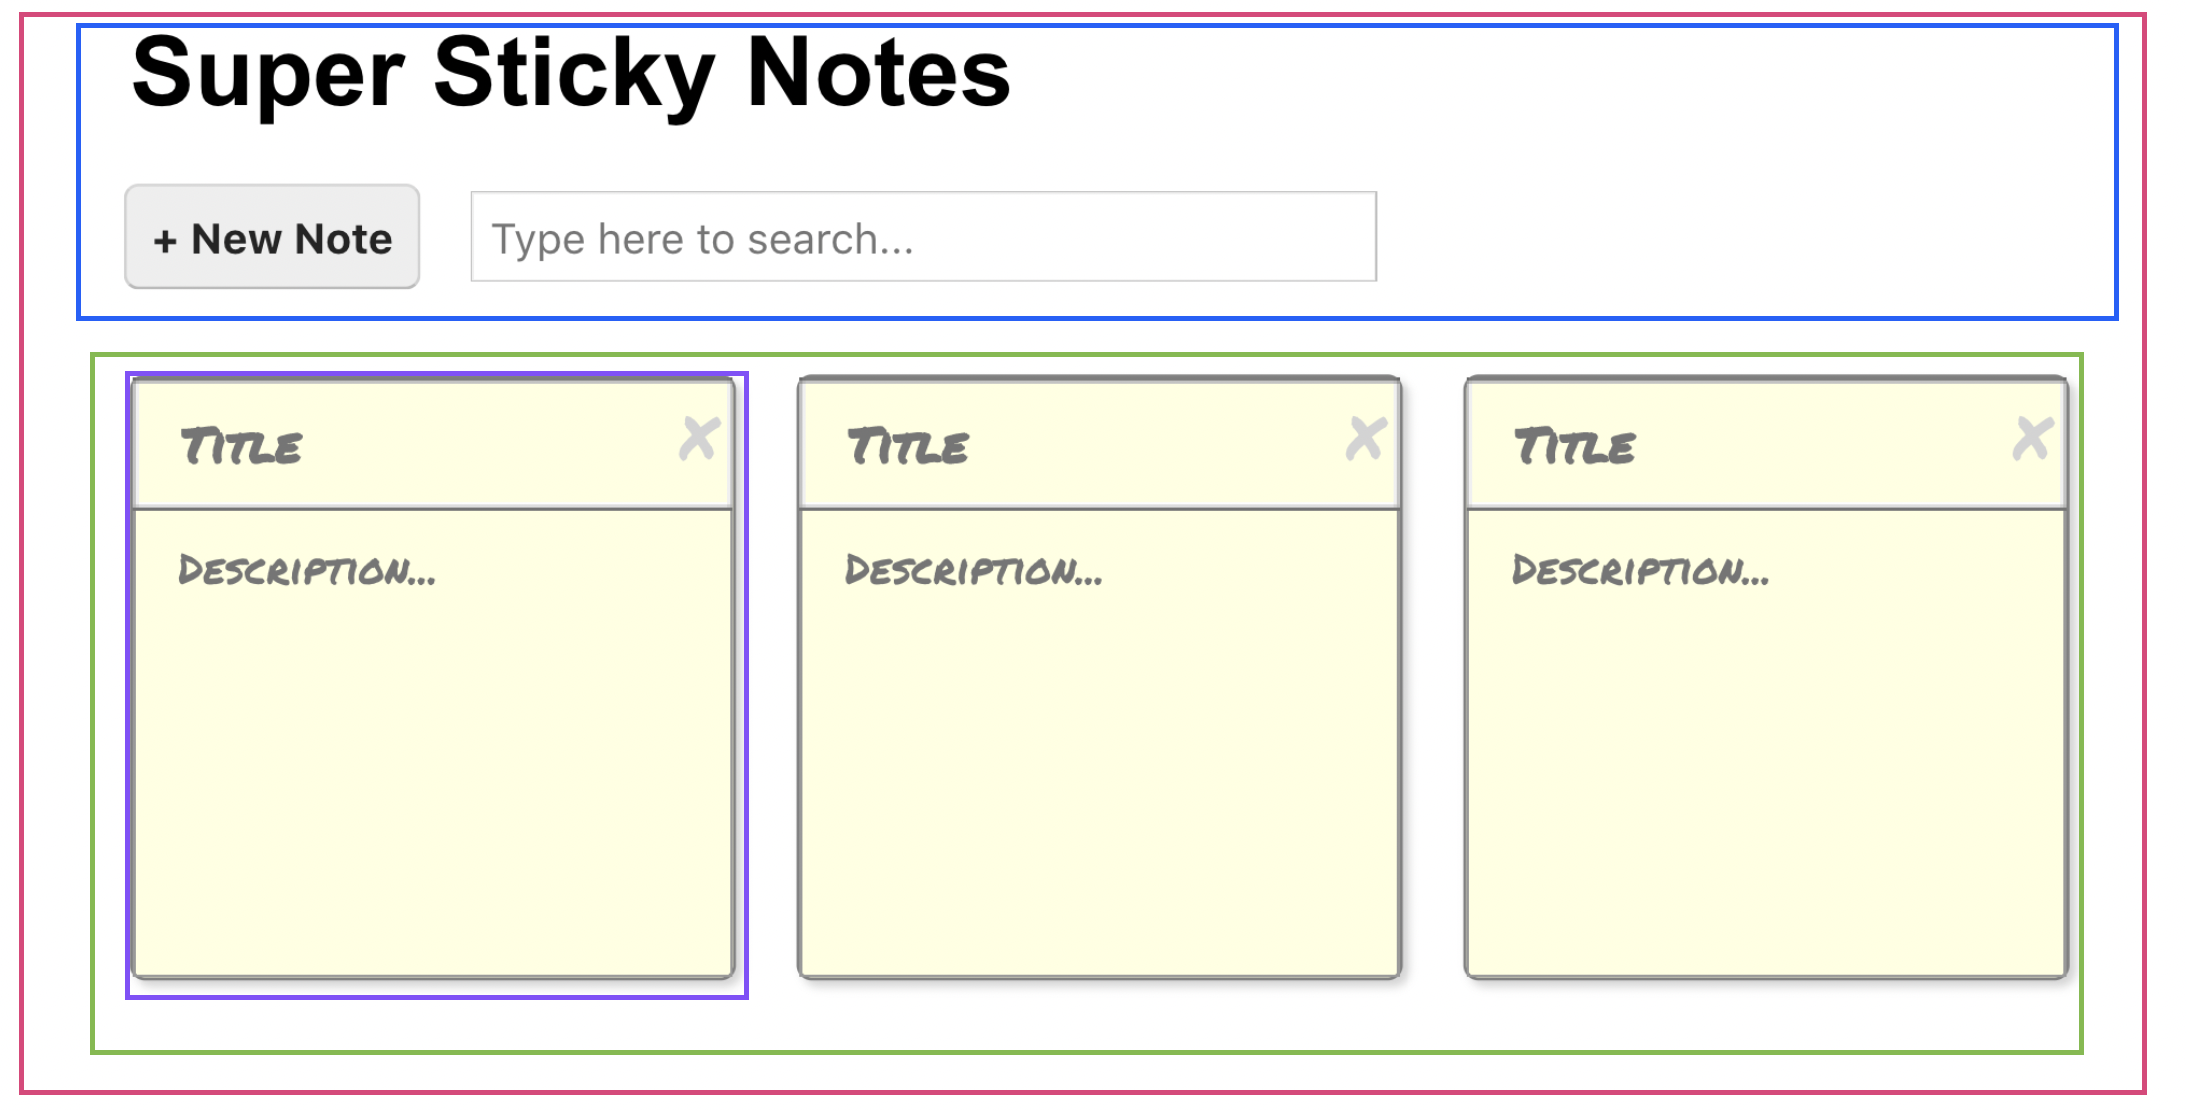 Super Sticky Notes
+ New Note
Type here to search...
TITLE x
TITLE x
TITLE x
DESCRIPTION...
DESCRIPTION...
DESCRIPTION...